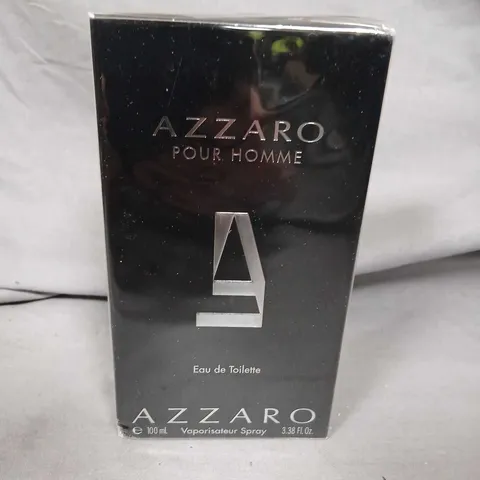 AZZARO
POUR HOMME
Eau de Toilette
AZZARO
℮ 100 mL Vaporisateur Spray 3.38 Fl.Oz.